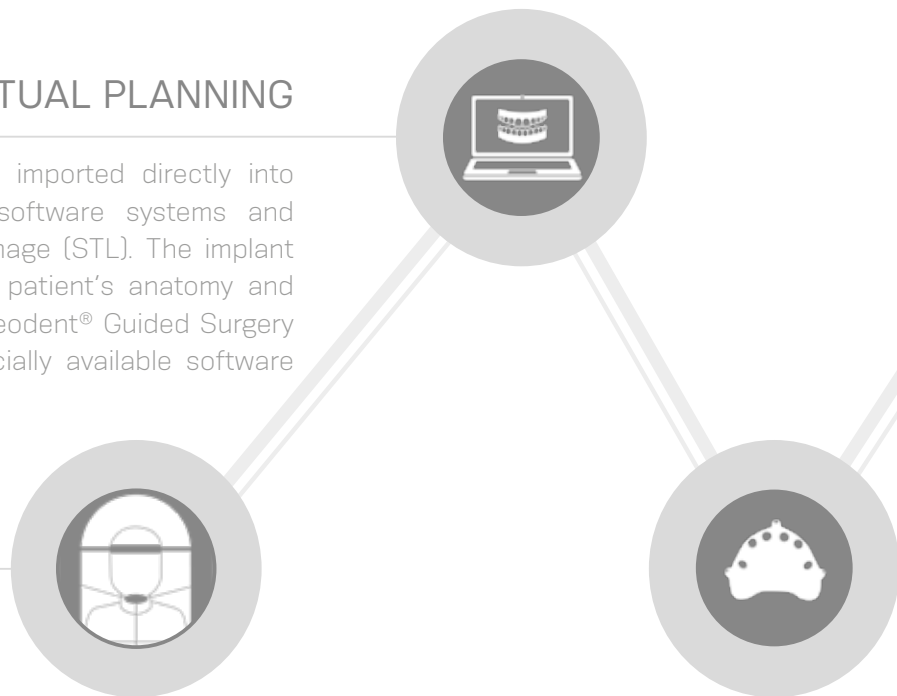 TUAL PLANNING
imported directly into
software systems and
mage (STL). The implant
patient's anatomy and
eodent® Guided Surgery
cially available software